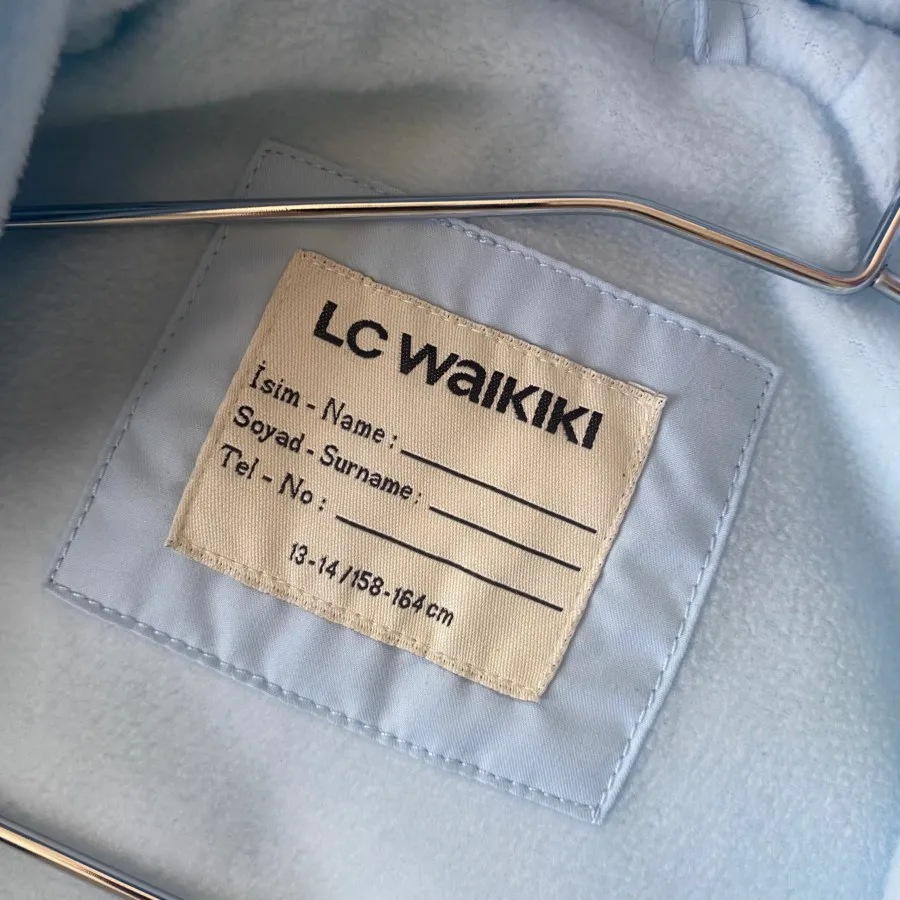 LC WAIKIKI
İsim - Name :
Soyad - Surname :
Tel - No :
13-14 / 158-164 cm